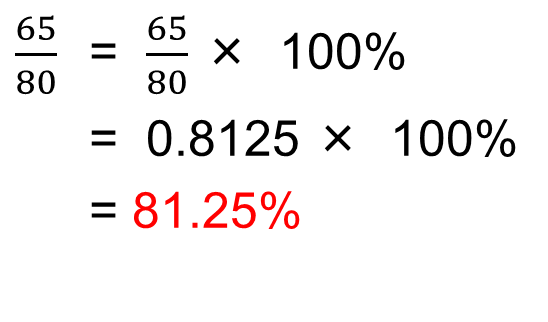 65/80 = 65/80 × 100%
= 0.8125 × 100%
= 81.25%